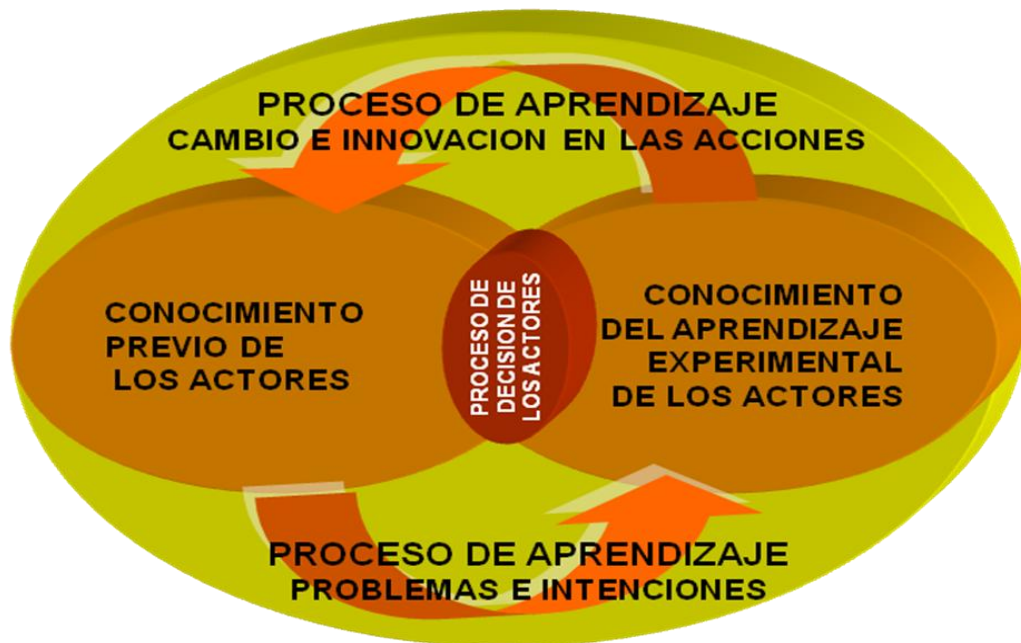 PROCESO DE APRENDIZAJE
CAMBIO E INNOVACION EN LAS ACCIONES
CONOCIMIENTO
PREVIO DE
LOS ACTORES
PROCESO DE
DECISION DE
LOS ACTORES
CONOCIMIENTO
DEL APRENDIZAJE
EXPERIMENTAL
DE LOS ACTORES
PROCESO DE APRENDIZAJE
PROBLEMAS E INTENCIONES